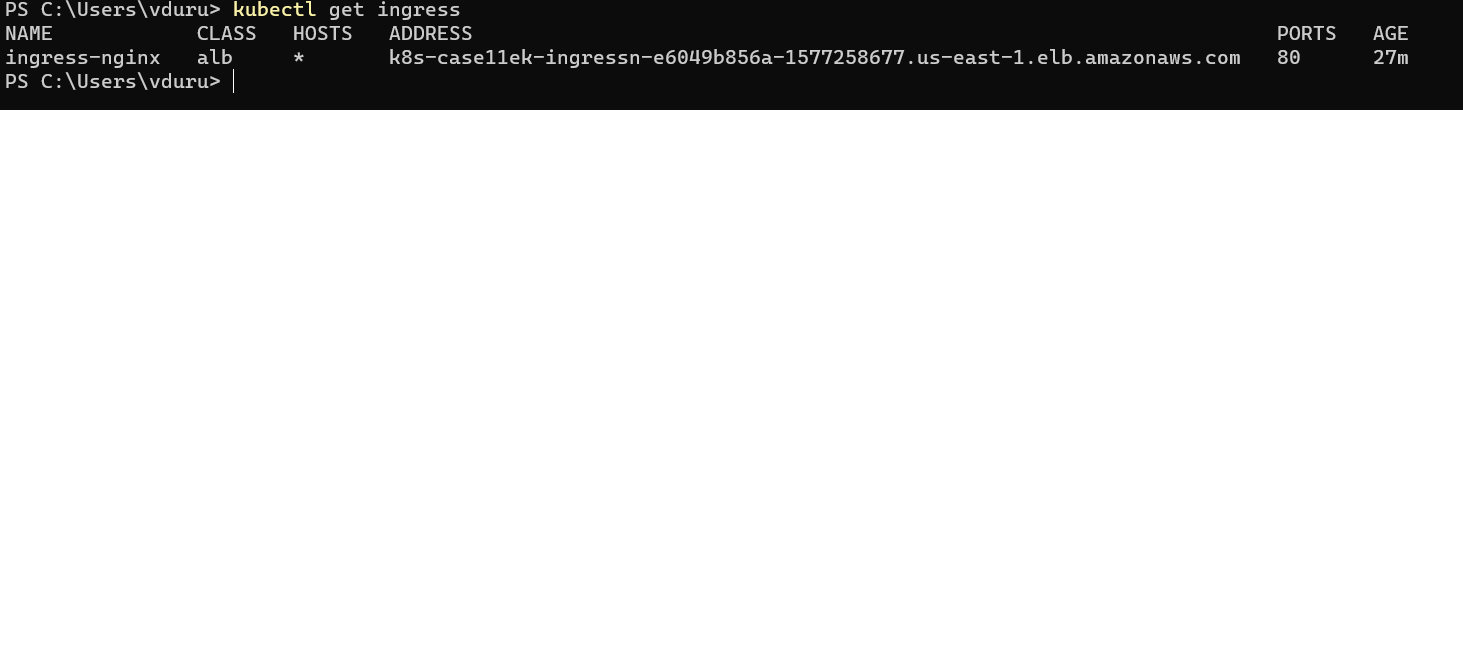 PS C:\Users\vduru> kubectl get ingress
NAME            CLASS   HOSTS   ADDRESS                                                                   PORTS   AGE
ingress-nginx   alb     *       k8s-case11ek-ingressn-e6049b856a-1577258677.us-east-1.elb.amazonaws.com   80      27m
PS C:\Users\vduru>